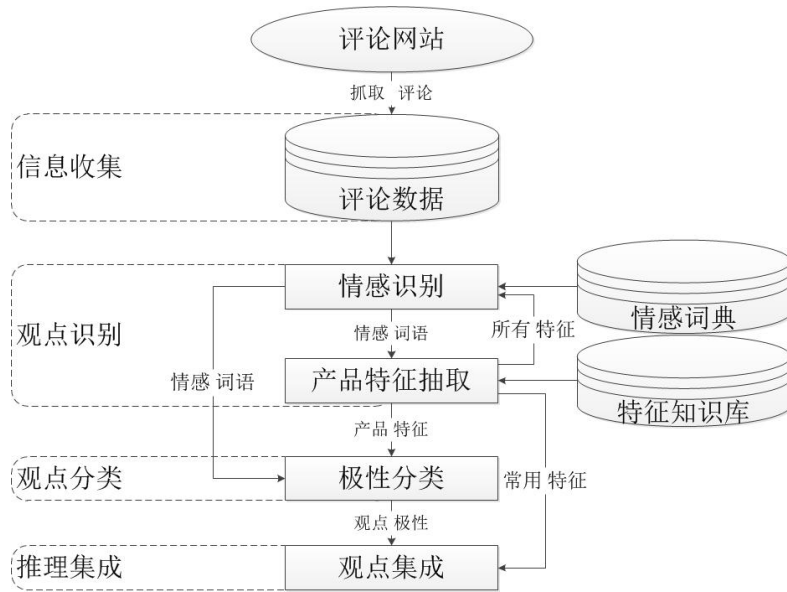 评论网站
抓取 评论
信息收集
评论数据
情感识别
情感词典
观点识别
情感 词语
所有 特征
情感 词语
产品特征抽取
特征知识库
产品 特征
观点分类
极性分类
常用 特征
观点 极性
推理集成
观点集成